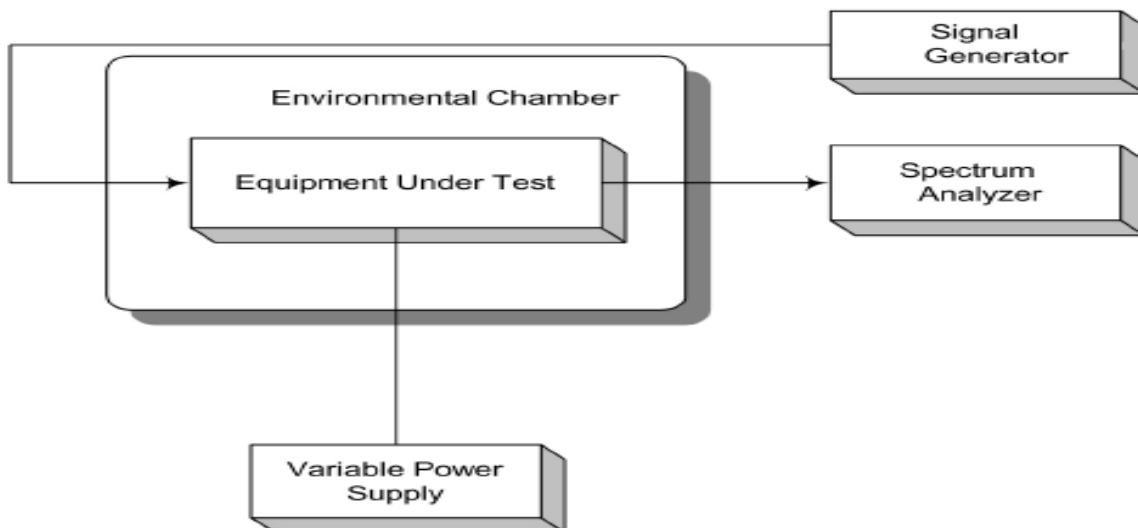 Signal
Generator
Environmental Chamber
Equipment Under Test
Spectrum
Analyzer
Variable Power
Supply